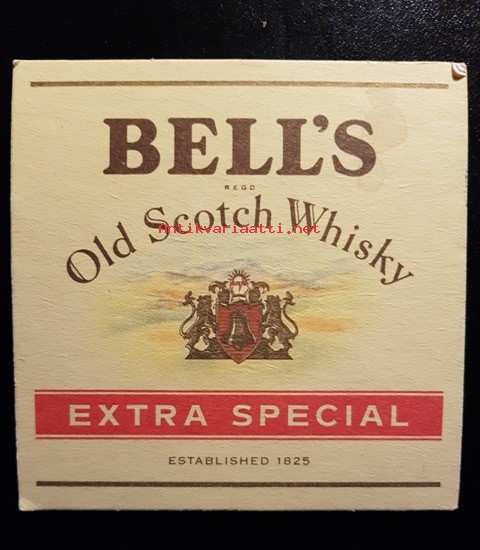 BELL'S
REGD
Old Scotch Whisky
Antikvariaatti.net
EXTRA SPECIAL
ESTABLISHED 1825